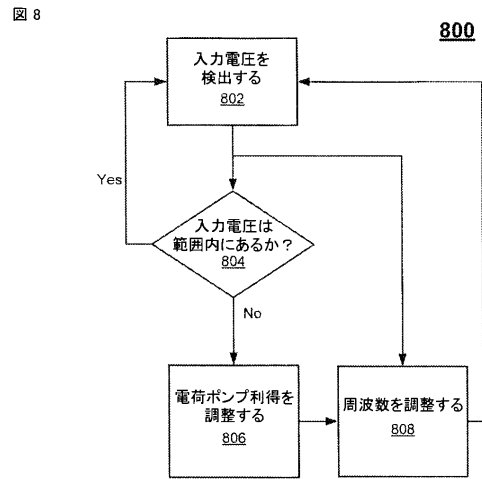 図 8
800
入力電圧を
検出する
802
Yes
入力電圧は
範囲内にあるか？
804
No
電荷ポンプ利得を
調整する
806
周波数を調整する
808